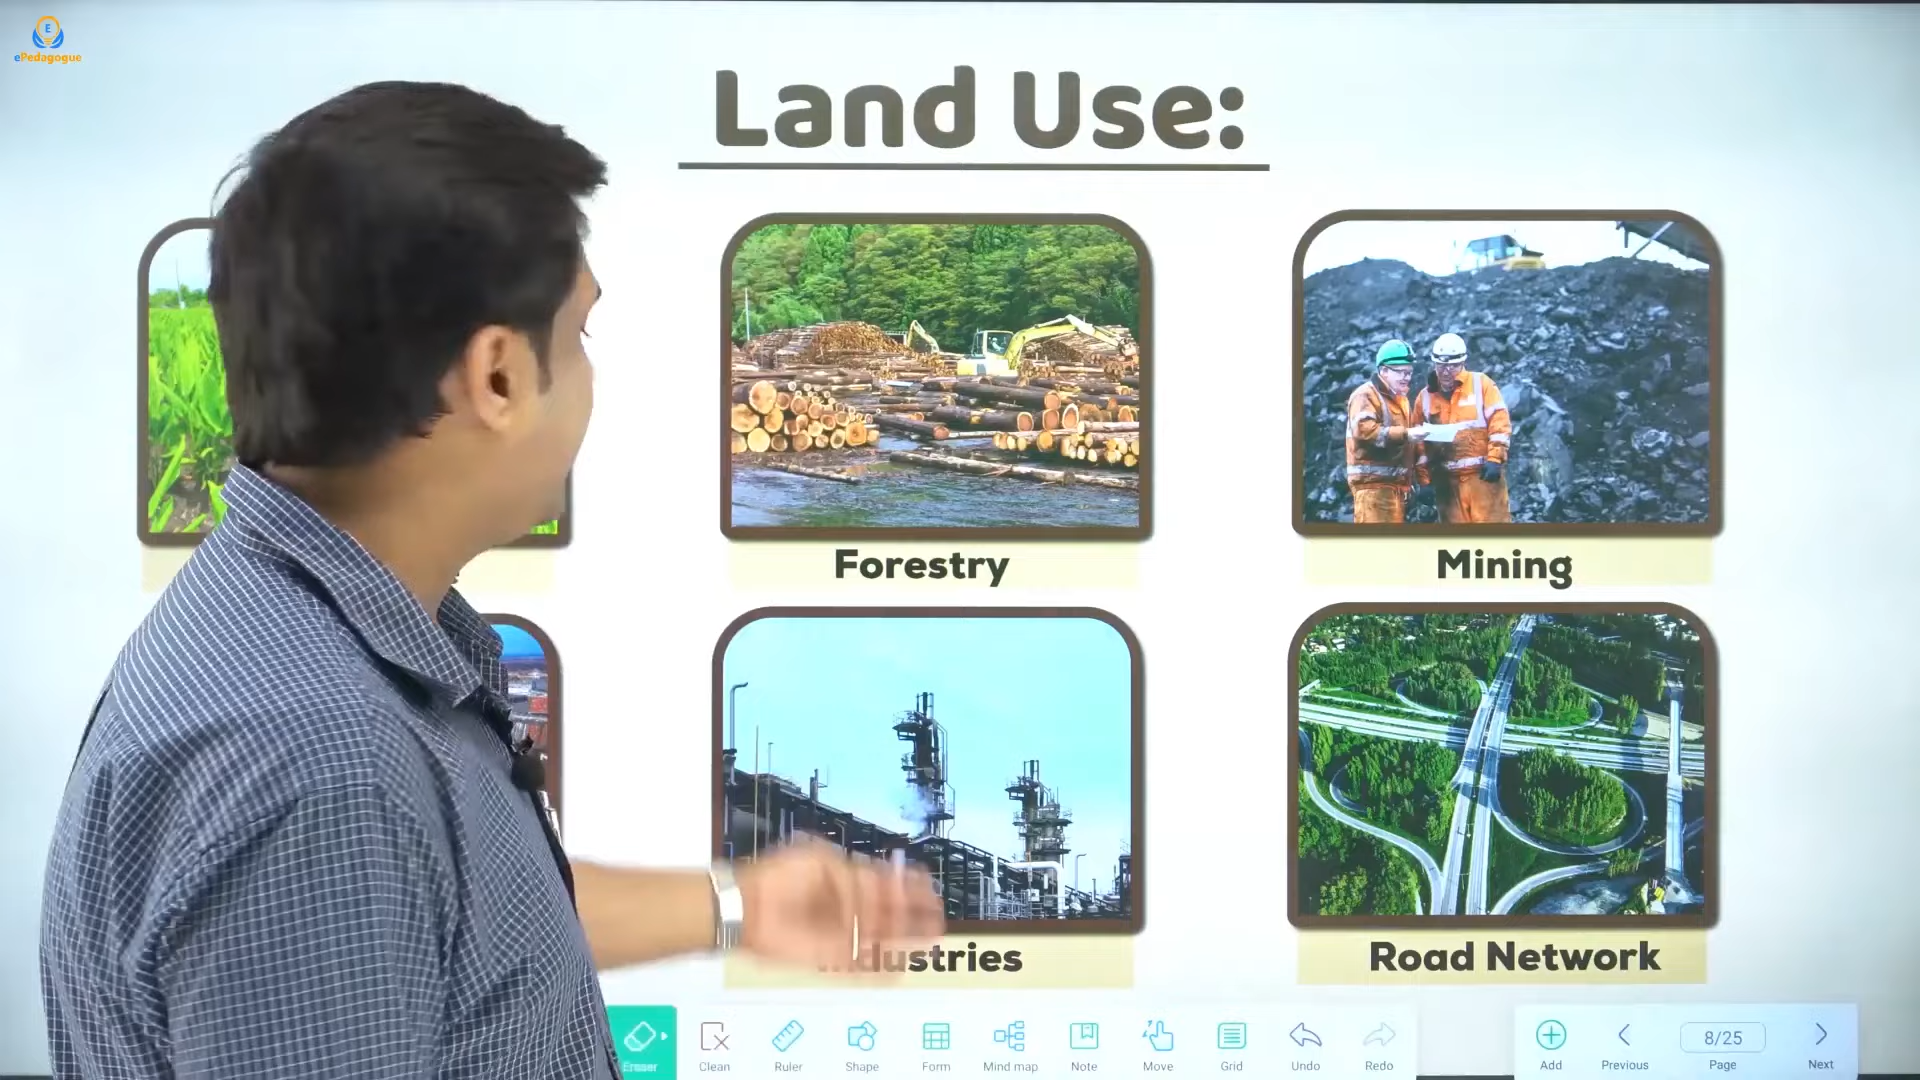 E
ePedagogue
Land Use:
Forestry
Mining
Industries
Road Network
Eraser
Clean
Ruler
Shape
Form
Mind map
Note
Move
Grid
Undo
Redo
Add
Previous
8/25
Page
Next